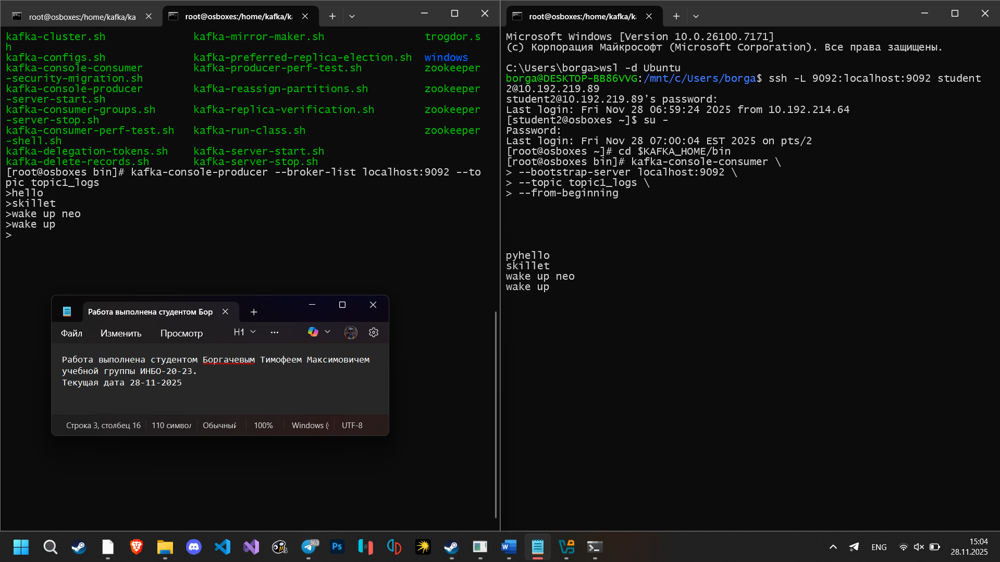 root@osboxes:/home/kafka/ka
root@osboxes:/home/kafka/k
kafka-cluster.sh kafka-mirror-maker.sh trogdor.s
h
kafka-configs.sh kafka-preferred-replica-election.sh windows
kafka-console-consumer kafka-producer-perf-test.sh zookeeper
-security-migration.sh
kafka-console-producer kafka-reassign-partitions.sh zookeeper
-server-start.sh
kafka-consumer-groups.sh kafka-replica-verification.sh zookeeper
-server-stop.sh
kafka-consumer-perf-test.sh kafka-run-class.sh zookeeper
-shell.sh
kafka-delegation-tokens.sh kafka-server-start.sh
kafka-delete-records.sh kafka-server-stop.sh
[root@osboxes bin]# kafka-console-producer --broker-list localhost:9092 --to
pic topic1_logs
>hello
>skillet
>wake up neo
>wake up
>
Работа выполнена студентом Бор
Файл Изменить Просмотр H1
Работа выполнена студентом Боргачевым Тимофеем Максимовичем
учебной группы ИНБО-20-23.
Текущая дата 28-11-2025
Строка 3, столбец 16 110 симвoл Обычный 100% Windows ( UTF-8
root@osboxes:/home/kafka/k
Microsoft Windows [Version 10.0.26100.7171]
(c) Корпорация Майкрософт (Microsoft Corporation). Все права защищены.
C:\Users\borga>wsl -d Ubuntu
borga@DESKTOP-BB86VVG:/mnt/c/Users/borga$ ssh -L 9092:localhost:9092 student
2@10.192.219.89
student2@10.192.219.89's password:
Last login: Fri Nov 28 06:59:24 2025 from 10.192.214.64
[student2@osboxes ~]$ su -
Password:
Last login: Fri Nov 28 07:00:04 EST 2025 on pts/2
[root@osboxes ~]# cd $KAFKA_HOME/bin
[root@osboxes bin]# kafka-console-consumer \
> --bootstrap-server localhost:9092 \
> --topic topic1_logs \
> --from-beginning
pyhello
skillet
wake up neo
wake up
363
Ps
#
W
ENG
15:04
28.11.2025